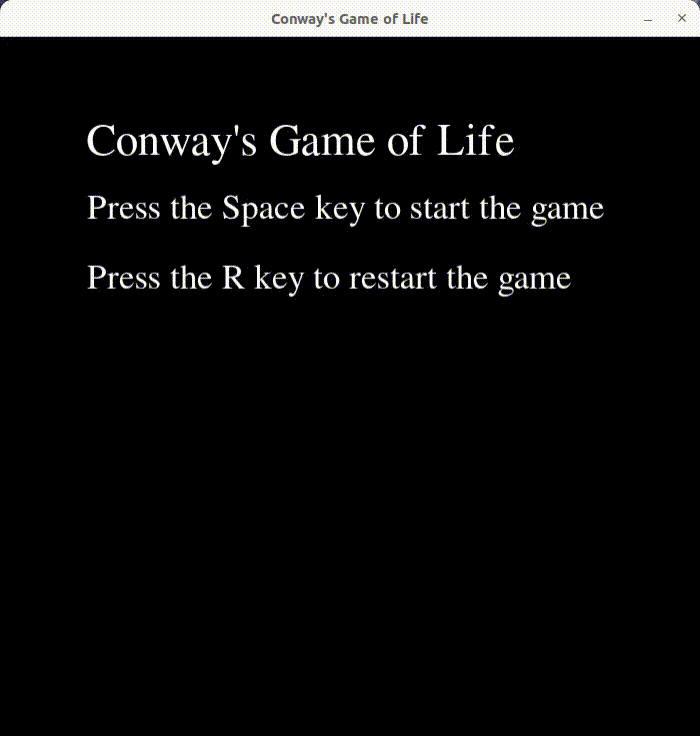 Conway's Game of Life
Conway's Game of Life
Press the Space key to start the game
Press the R key to restart the game